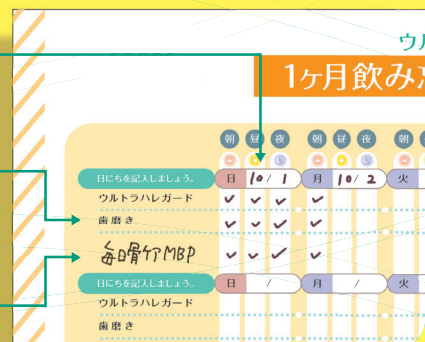 ウル
1ヶ月飲み忘
朝 昼 夜 朝 昼 夜 朝
日にちを記入しましょう。 日 10/1 月 10/2 火
ウルトラハレガード ✓ ✓ ✓ ✓
歯磨き ✓ ✓ ✓ ✓
毎日骨ケアMBP ✓ ✓ ✓ ✓
日にちを記入しましょう。 日 / 月 / 火
ウルトラハレガード
歯磨き